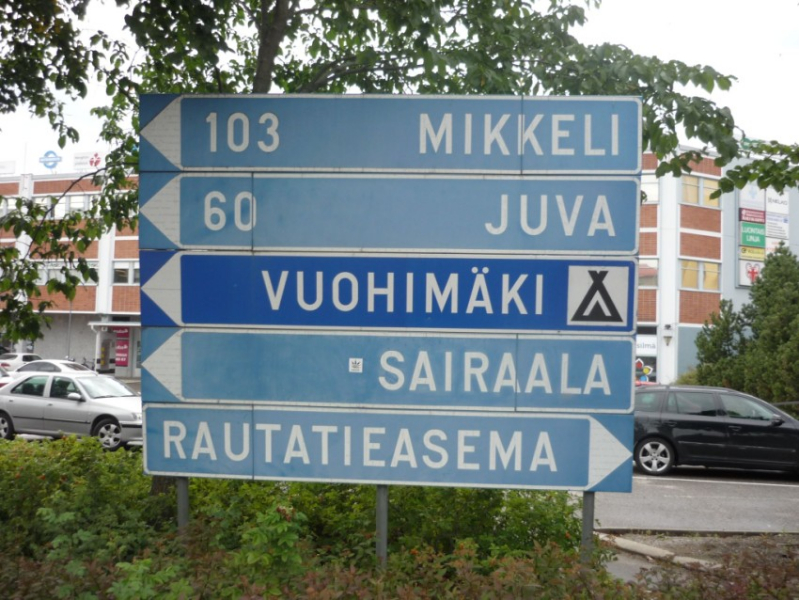 103 MIKKELI
60 JUVA
VUOHIMÄKI
SAIRAALA
RAUTATIEASEMA